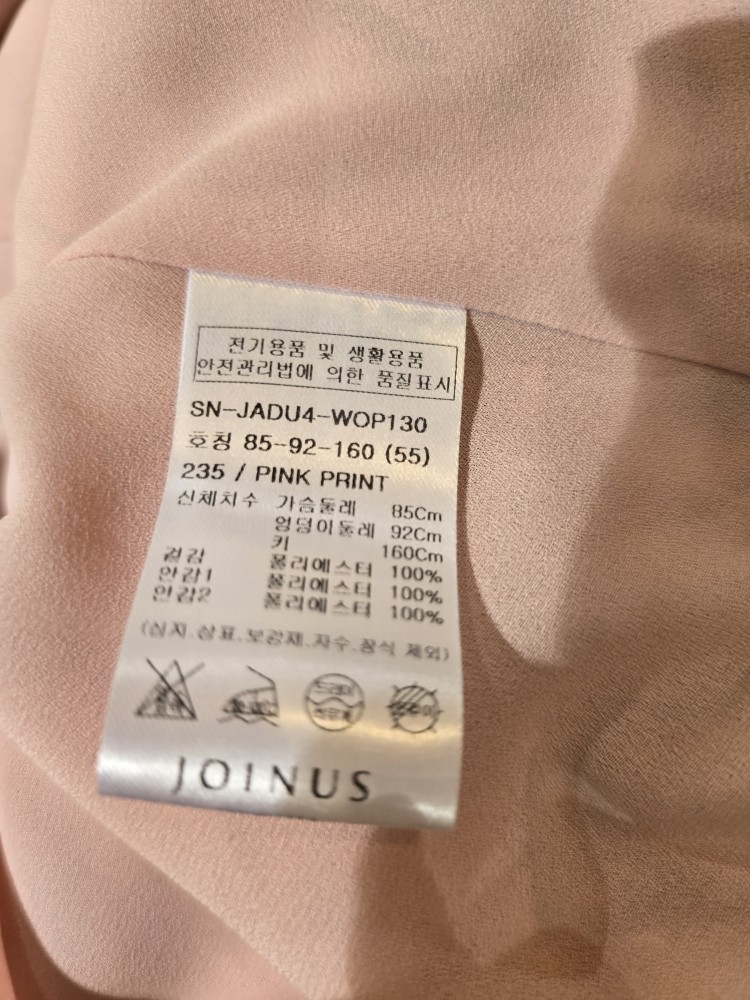 전기용품 및 생활용품
안전관리법에 의한 품질표시
SN-JADU4-WOP130
호칭 85-92-160 (55)
235 / PINK PRINT
신체치수 가슴둘레 85Cm
엉덩이둘레 92Cm
키 160Cm
겉감 폴리에스터 100%
안감1 폴리에스터 100%
안감2 폴리에스터 100%
(심지.상표.보강재.자수.장식 제외)
드라이
JOINUS